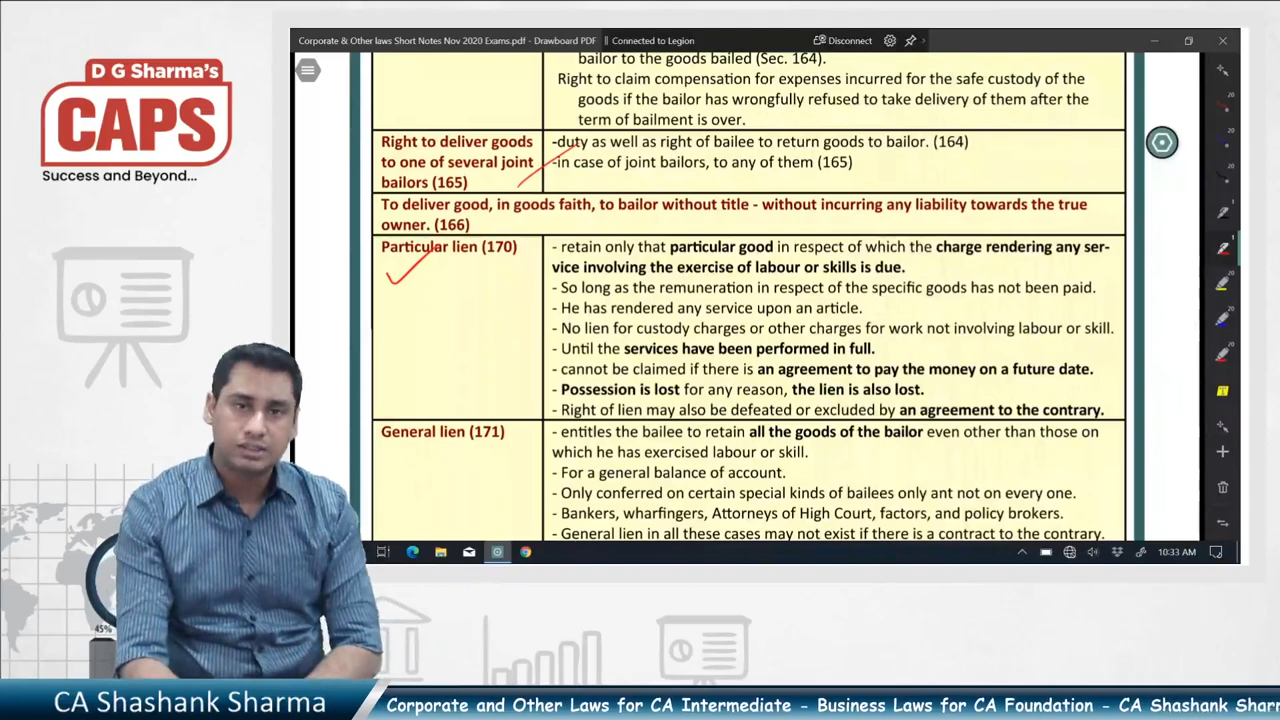 D G Sharma's
CAPS
Success and Beyond...
Corporate & Other laws Short Notes Nov 2020 Exams.pdf - Drawboard PDF
Connected to Legion
Disconnect
bailor to the goods bailed (Sec. 164).
Right to claim compensation for expenses incurred for the safe custody of the
goods if the bailor has wrongfully refused to take delivery of them after the
term of bailment is over.
Right to deliver goods
to one of several joint
bailors (165)
-duty as well as right of bailee to return goods to bailor. (164)
-in case of joint bailors, to any of them (165)
To deliver good, in goods faith, to bailor without title - without incurring any liability towards the true
owner. (166)
Particular lien (170)
- retain only that particular good in respect of which the charge rendering any ser-
vice involving the exercise of labour or skills is due.
- So long as the remuneration in respect of the specific goods has not been paid.
- He has rendered any service upon an article.
- No lien for custody charges or other charges for work not involving labour or skill.
- Until the services have been performed in full.
- cannot be claimed if there is an agreement to pay the money on a future date.
- Possession is lost for any reason, the lien is also lost.
- Right of lien may also be defeated or excluded by an agreement to the contrary.
General lien (171)
- entitles the bailee to retain all the goods of the bailor even other than those on
which he has exercised labour or skill.
- For a general balance of account.
- Only conferred on certain special kinds of bailees only ant not on every one.
- Bankers, wharfingers, Attorneys of High Court, factors, and policy brokers.
- General lien in all these cases may not exist if there is a contract to the contrary.
20
20
20
1
20
20
20
10:33 AM
45%
CA Shashank Sharma
Corporate and Other Laws for CA Intermediate - Business Laws for CA Foundation - CA Shashank Shar